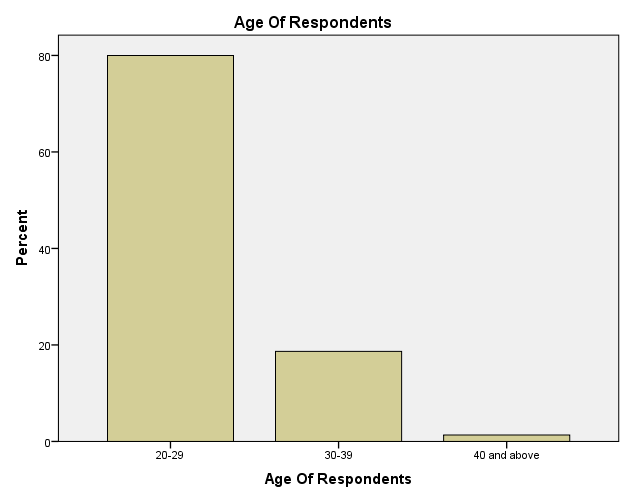 Age Of Respondents
Percent
80
60
40
20
0
20-29 30-39 40 and above
Age Of Respondents